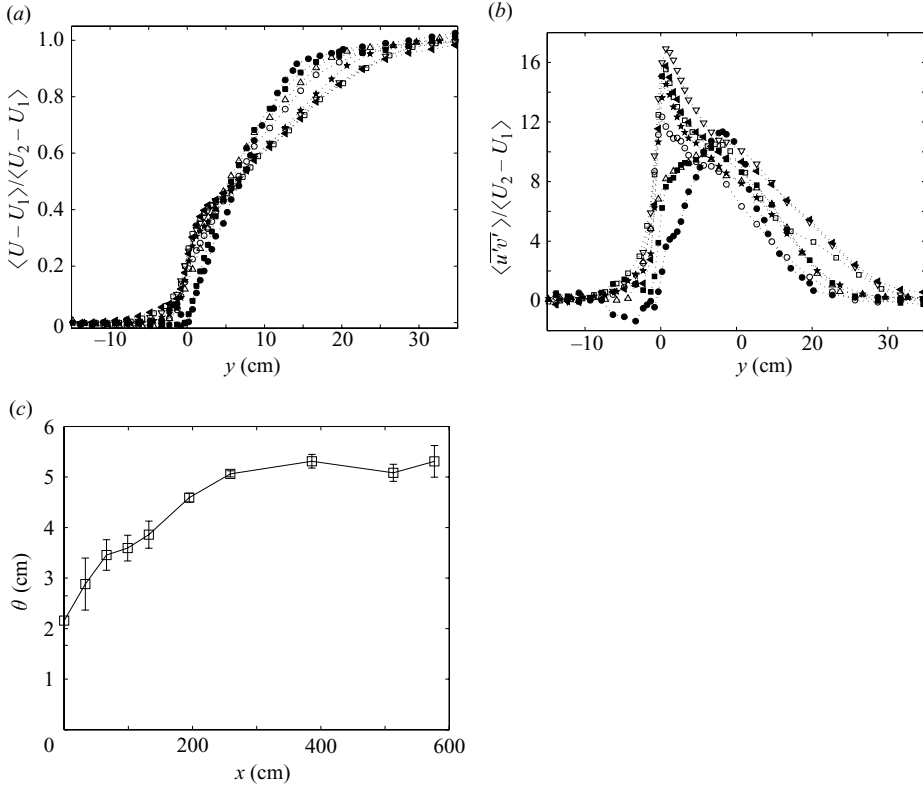 (a)
1.0
0.8
0.6
0.4
0.2
0
⟨U – U₁⟩/⟨U₂ – U₁⟩
–10 0 10 20 30
y (cm)
(b)
16
12
8
4
0
⟨u′v′⟩/⟨U₂ – U₁⟩
–10 0 10 0 20 30
y (cm)
(c)
6
5
4
3
2
1
0
θ (cm)
200 400 600
x (cm)